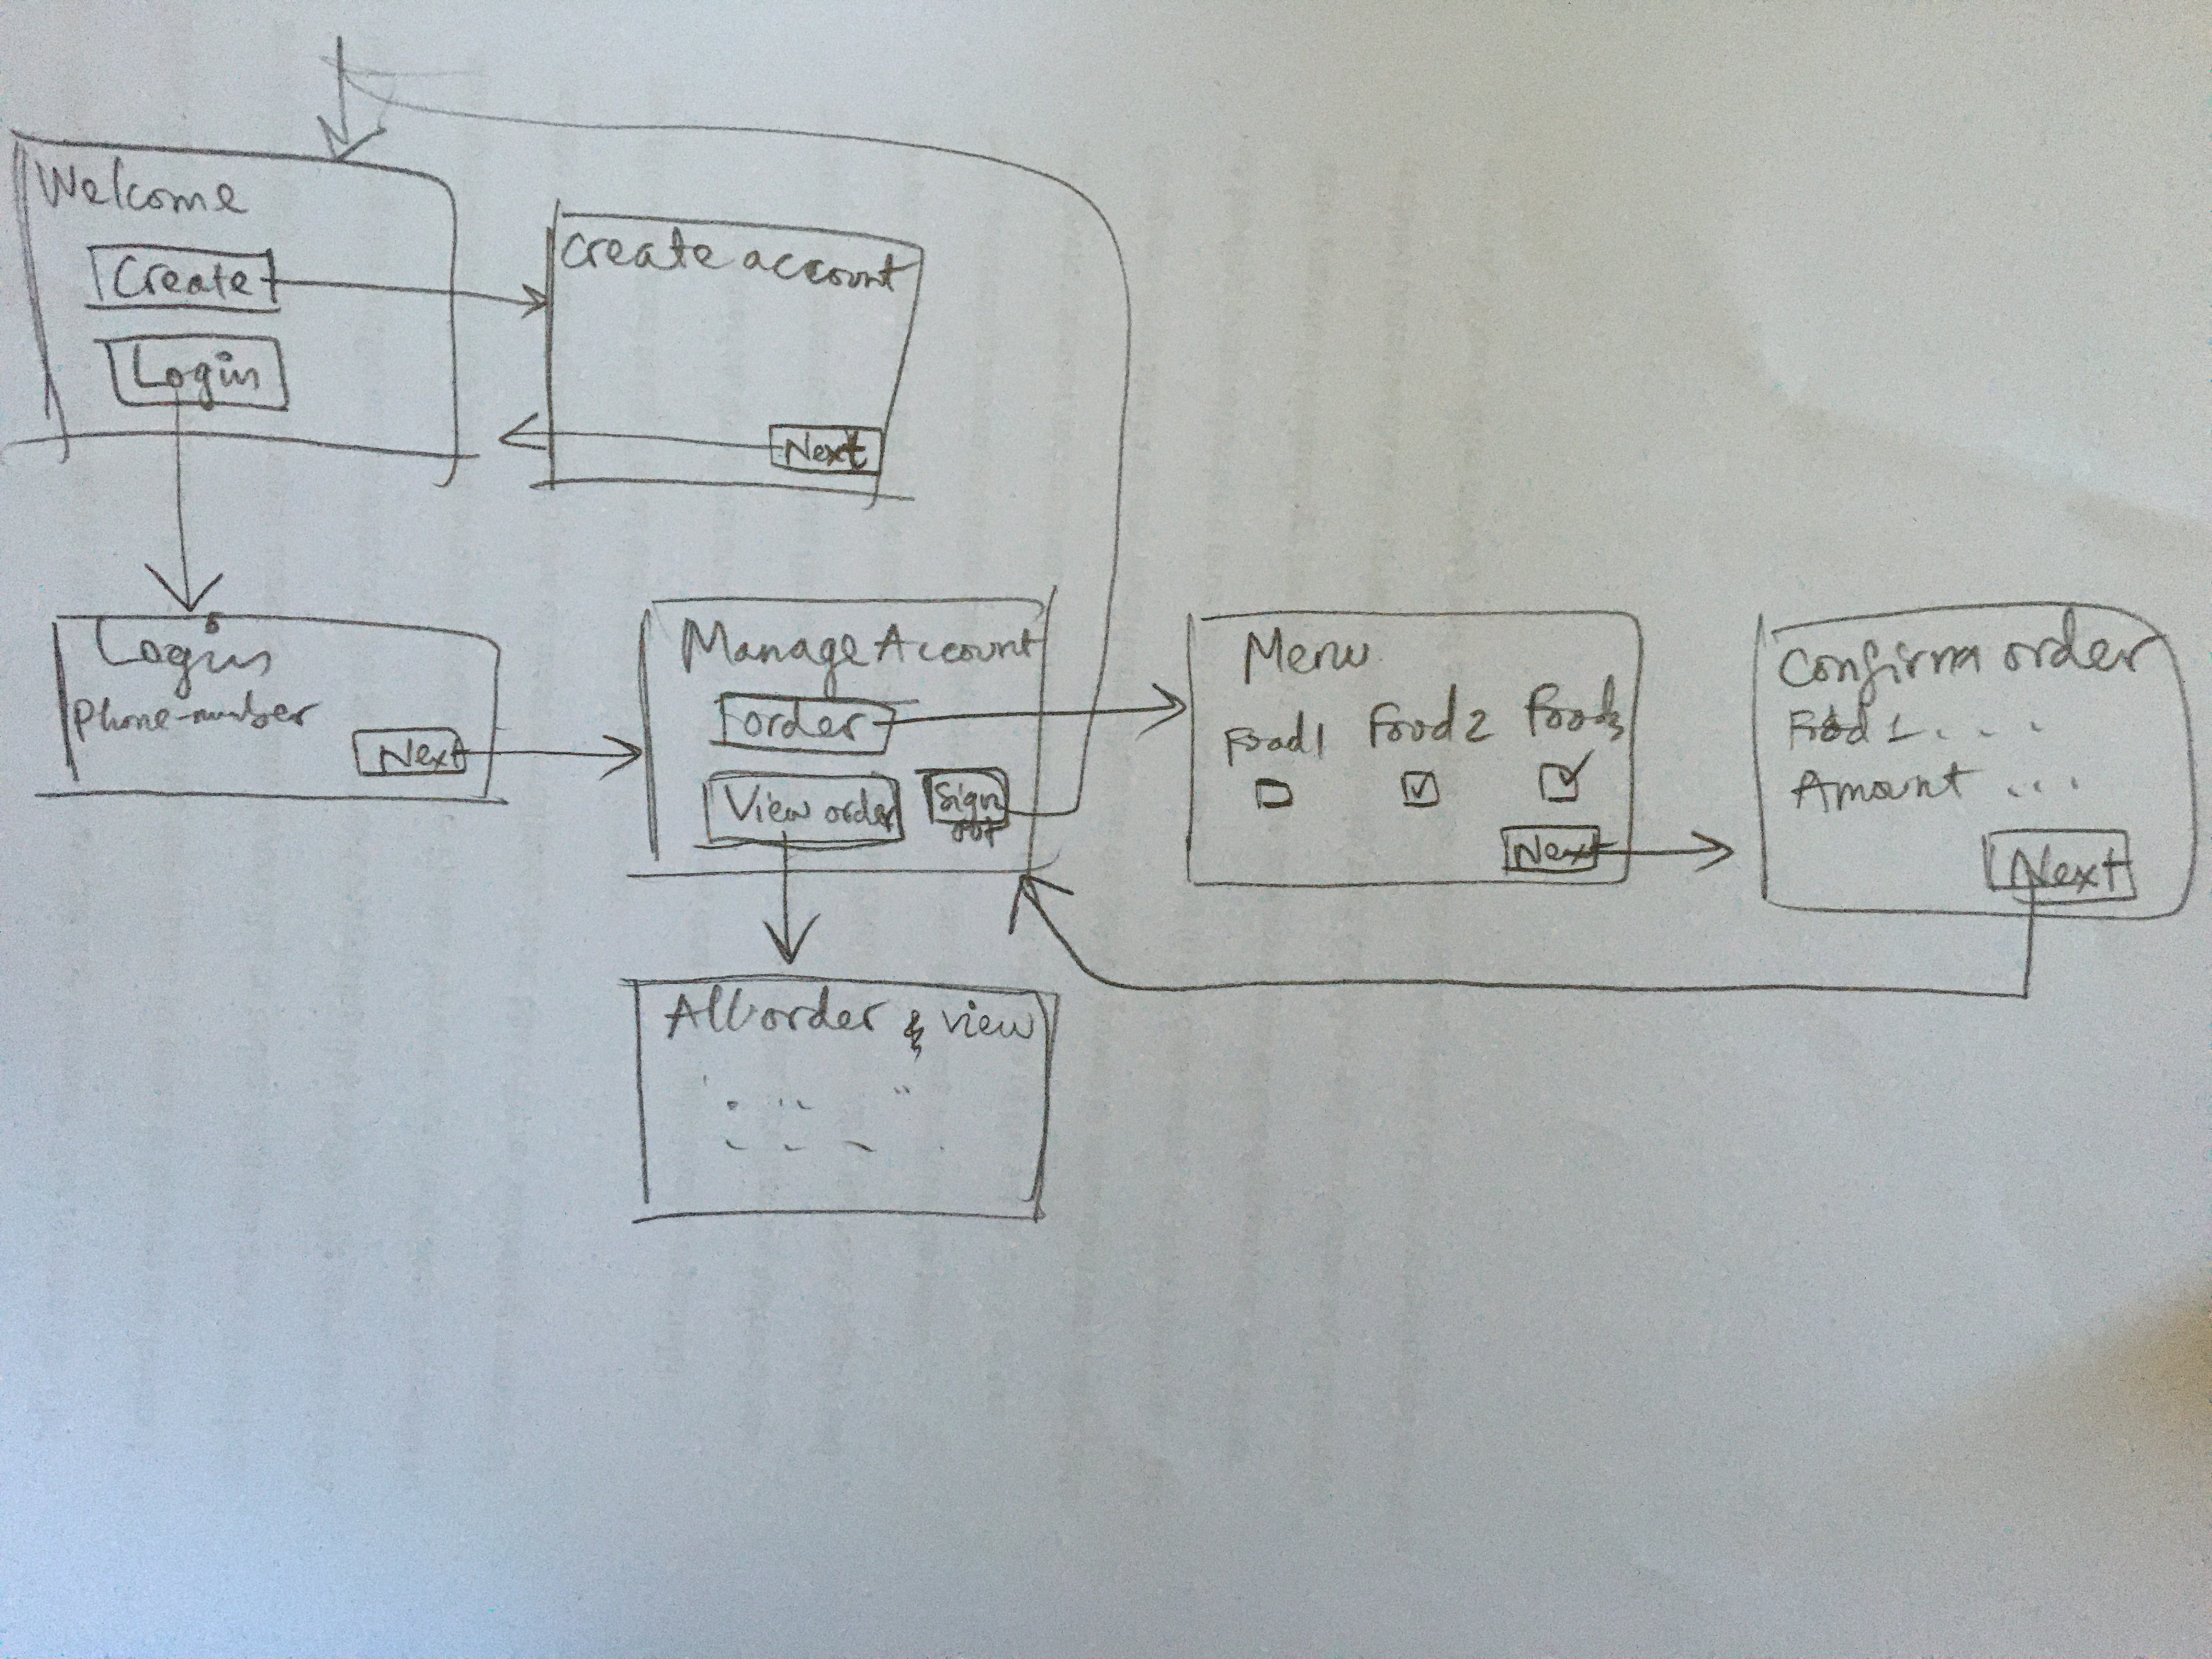 Welcome
Create
Login
Create account
Next
Login
Phone-number
Next
Manage Account
order
View order
Sign
out
Menu
Food1 Food2 Food3
Next
Confirm order
Food 1. . . .
Amount ...
Next
All order & view